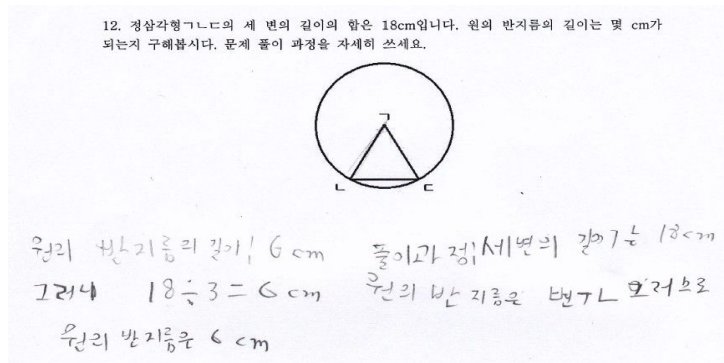 12. 정삼각형ㄱㄴㄷ의 세 변의 길이의 합은 18cm입니다. 원의 반지름의 길이는 몇 cm가
되는지 구해봅시다. 문제 풀이 과정을 자세히 쓰세요.
ㄱ
ㄴ ㄷ
원의 반지름의 길이; 6cm
그러니 18÷3=6cm
원의 반지름은 6cm
풀이과정; 세변의 길이는 18cm
원의 반지름은 변ㄱㄴ